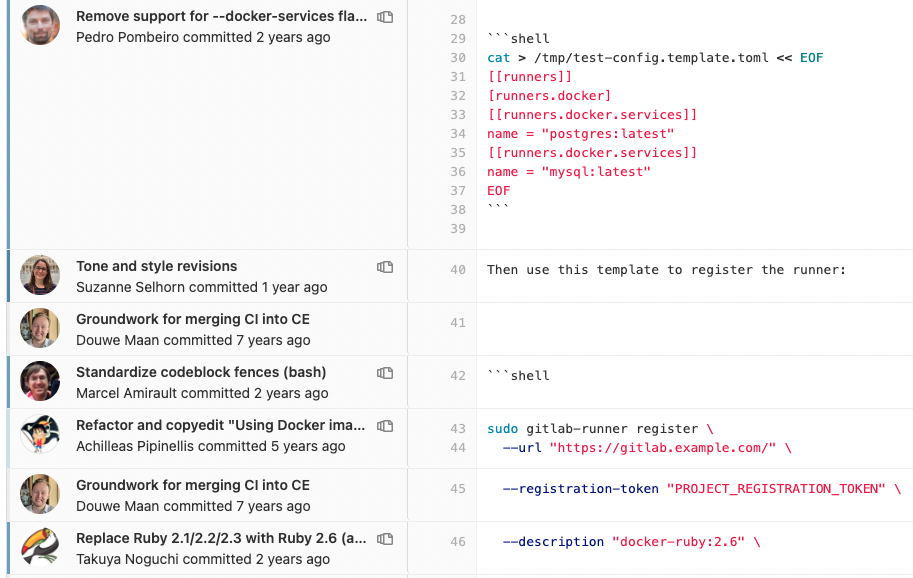 Remove support for --docker-services fla...
Pedro Pombeiro committed 2 years ago
28
29 ```shell
30 cat > /tmp/test-config.template.toml << EOF
31 [[runners]]
32 [runners.docker]
33 [[runners.docker.services]]
34 name = "postgres:latest"
35 [[runners.docker.services]]
36 name = "mysql:latest"
37 EOF
38 ```
39
Tone and style revisions
Suzanne Selhorn committed 1 year ago
40 Then use this template to register the runner:
Groundwork for merging CI into CE
Douwe Maan committed 7 years ago
41
Standardize codeblock fences (bash)
Marcel Amirault committed 2 years ago
42 ```shell
Refactor and copyedit "Using Docker ima...
Achilleas Pipinellis committed 5 years ago
43 sudo gitlab-runner register \
44   --url "https://gitlab.example.com/" \
Groundwork for merging CI into CE
Douwe Maan committed 7 years ago
45   --registration-token "PROJECT_REGISTRATION_TOKEN" \
Replace Ruby 2.1/2.2/2.3 with Ruby 2.6 (a...
Takuya Noguchi committed 2 years ago
46   --description "docker-ruby:2.6" \